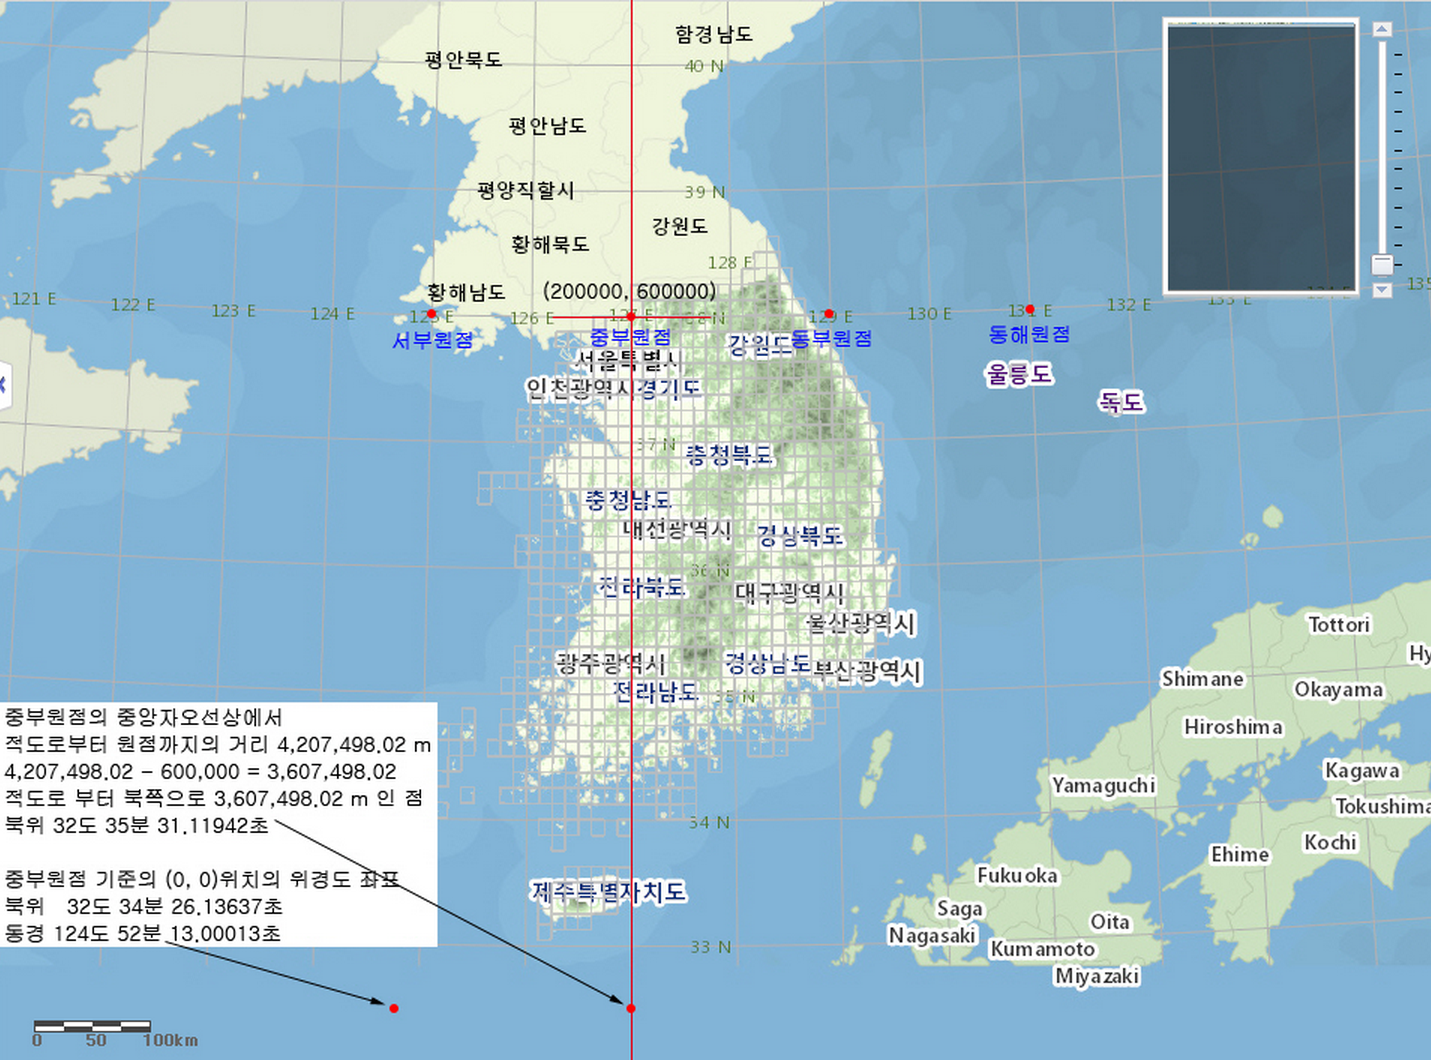 함경남도
평안북도
40 N
평안남도
평양직할시
39 N
강원도
황해북도
128 E
황해남도
(200000, 600000)
121 E
122 E
123 E
124 E
125 E
126 E
127 E
38 N
129 E
130 E
131 E
132 E
133 E
134 E
서부원점
중부원점
동부원점
동해원점
강원도
서울특별시
울릉도
인천광역시
경기도
독도
37 N
충청북도
충청남도
대전광역시
경상북도
36 N
전라북도
대구광역시
울산광역시
Tottori
광주광역시
경상남도
부산광역시
Hy
Shimane
Okayama
전라남도
35 N
Hiroshima
중부원점의 중앙자오선상에서
적도로부터 원점까지의 거리 4,207,498.02 m
4,207,498.02 - 600,000 = 3,607,498.02
적도로 부터 북쪽으로 3,607,498.02 m 인 점
북위 32도 35분 31.11942초
중부원점 기준의 (0, 0)위치의 위경도 좌표
북위 32도 34분 26.13637초
동경 124도 52분 13.00013초
Kagawa
Yamaguchi
Tokushima
34 N
Kochi
Ehime
Fukuoka
제주특별자치도
Saga
Oita
Nagasaki
33 N
Kumamoto
Miyazaki
0 50 100km